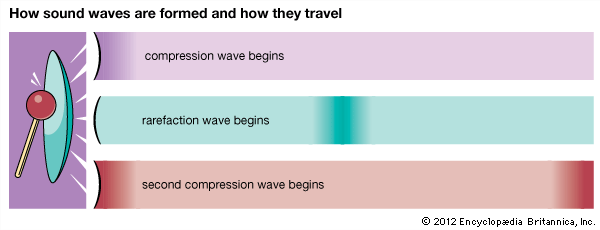 How sound waves are formed and how they travel
compression wave begins
rarefaction wave begins
second compression wave begins
© 2012 Encyclopædia Britannica, Inc.